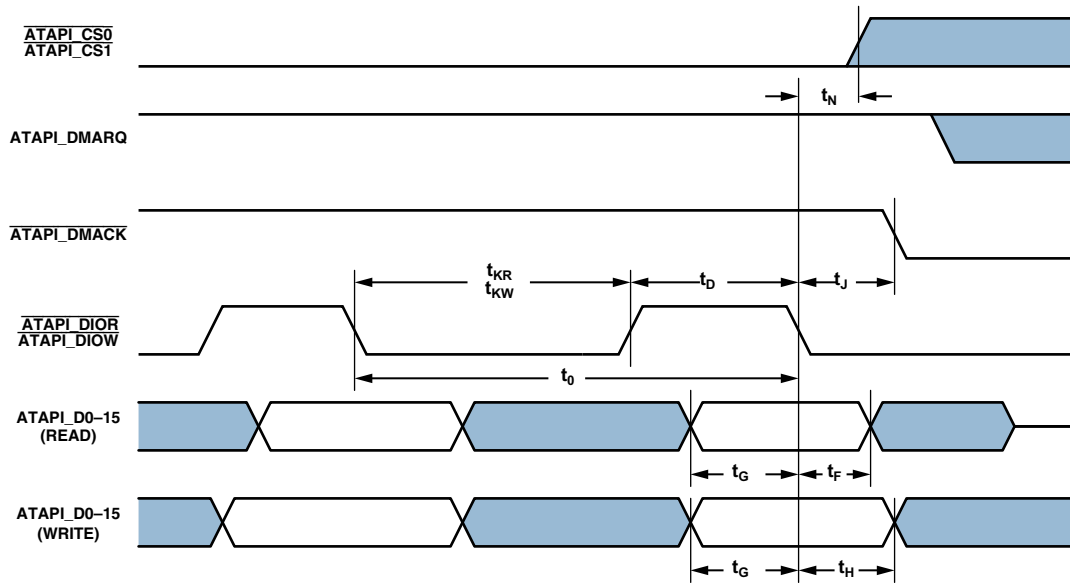 ATAPI_CS0
ATAPI_CS1
tN
ATAPI_DMARQ
ATAPI_DMACK
tKR
tKW
tD
tJ
ATAPI_DIOR
ATAPI_DIOW
t0
ATAPI_D0–15
(READ)
tG
tF
ATAPI_D0–15
(WRITE)
tG
tH